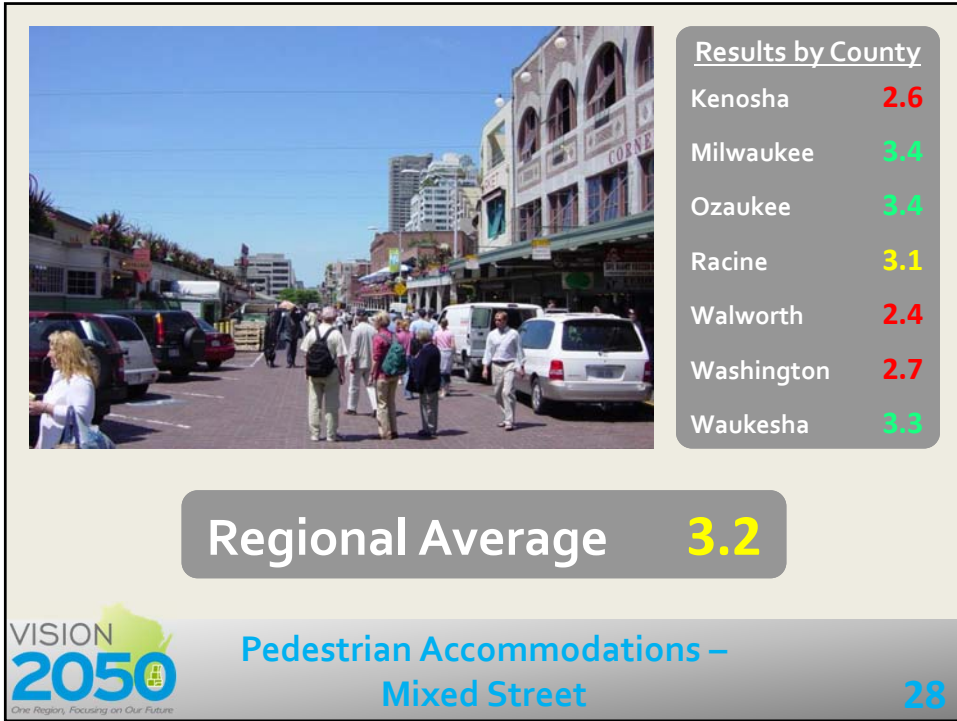 CORNE
Results by County
Kenosha 2.6
Milwaukee 3.4
Ozaukee 3.4
Racine 3.1
Walworth 2.4
Washington 2.7
Waukesha 3.3
Regional Average 3.2
VISION
2050
One Region, Focusing on Our Future
Pedestrian Accommodations –
Mixed Street
28